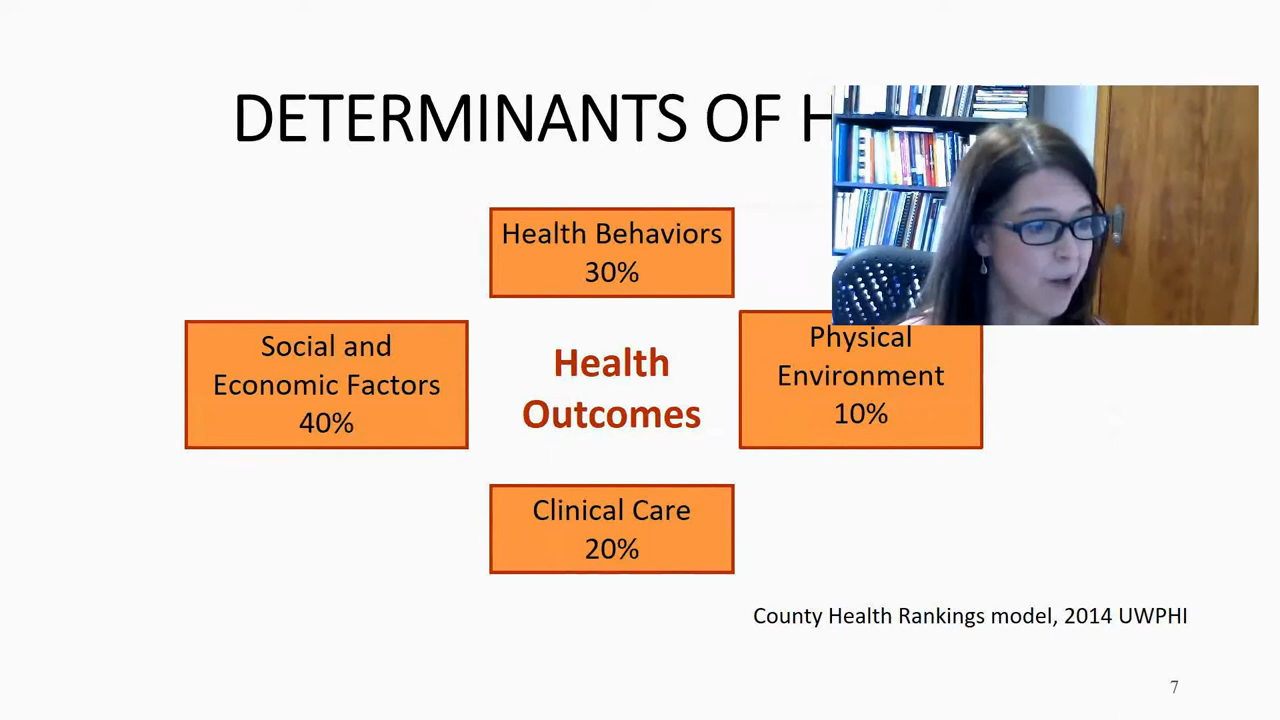 DETERMINANTS OF H
Health Behaviors
30%
Social and
Economic Factors
40%
Health
Outcomes
Physical
Environment
10%
Clinical Care
20%
County Health Rankings model, 2014 UWPHI
7